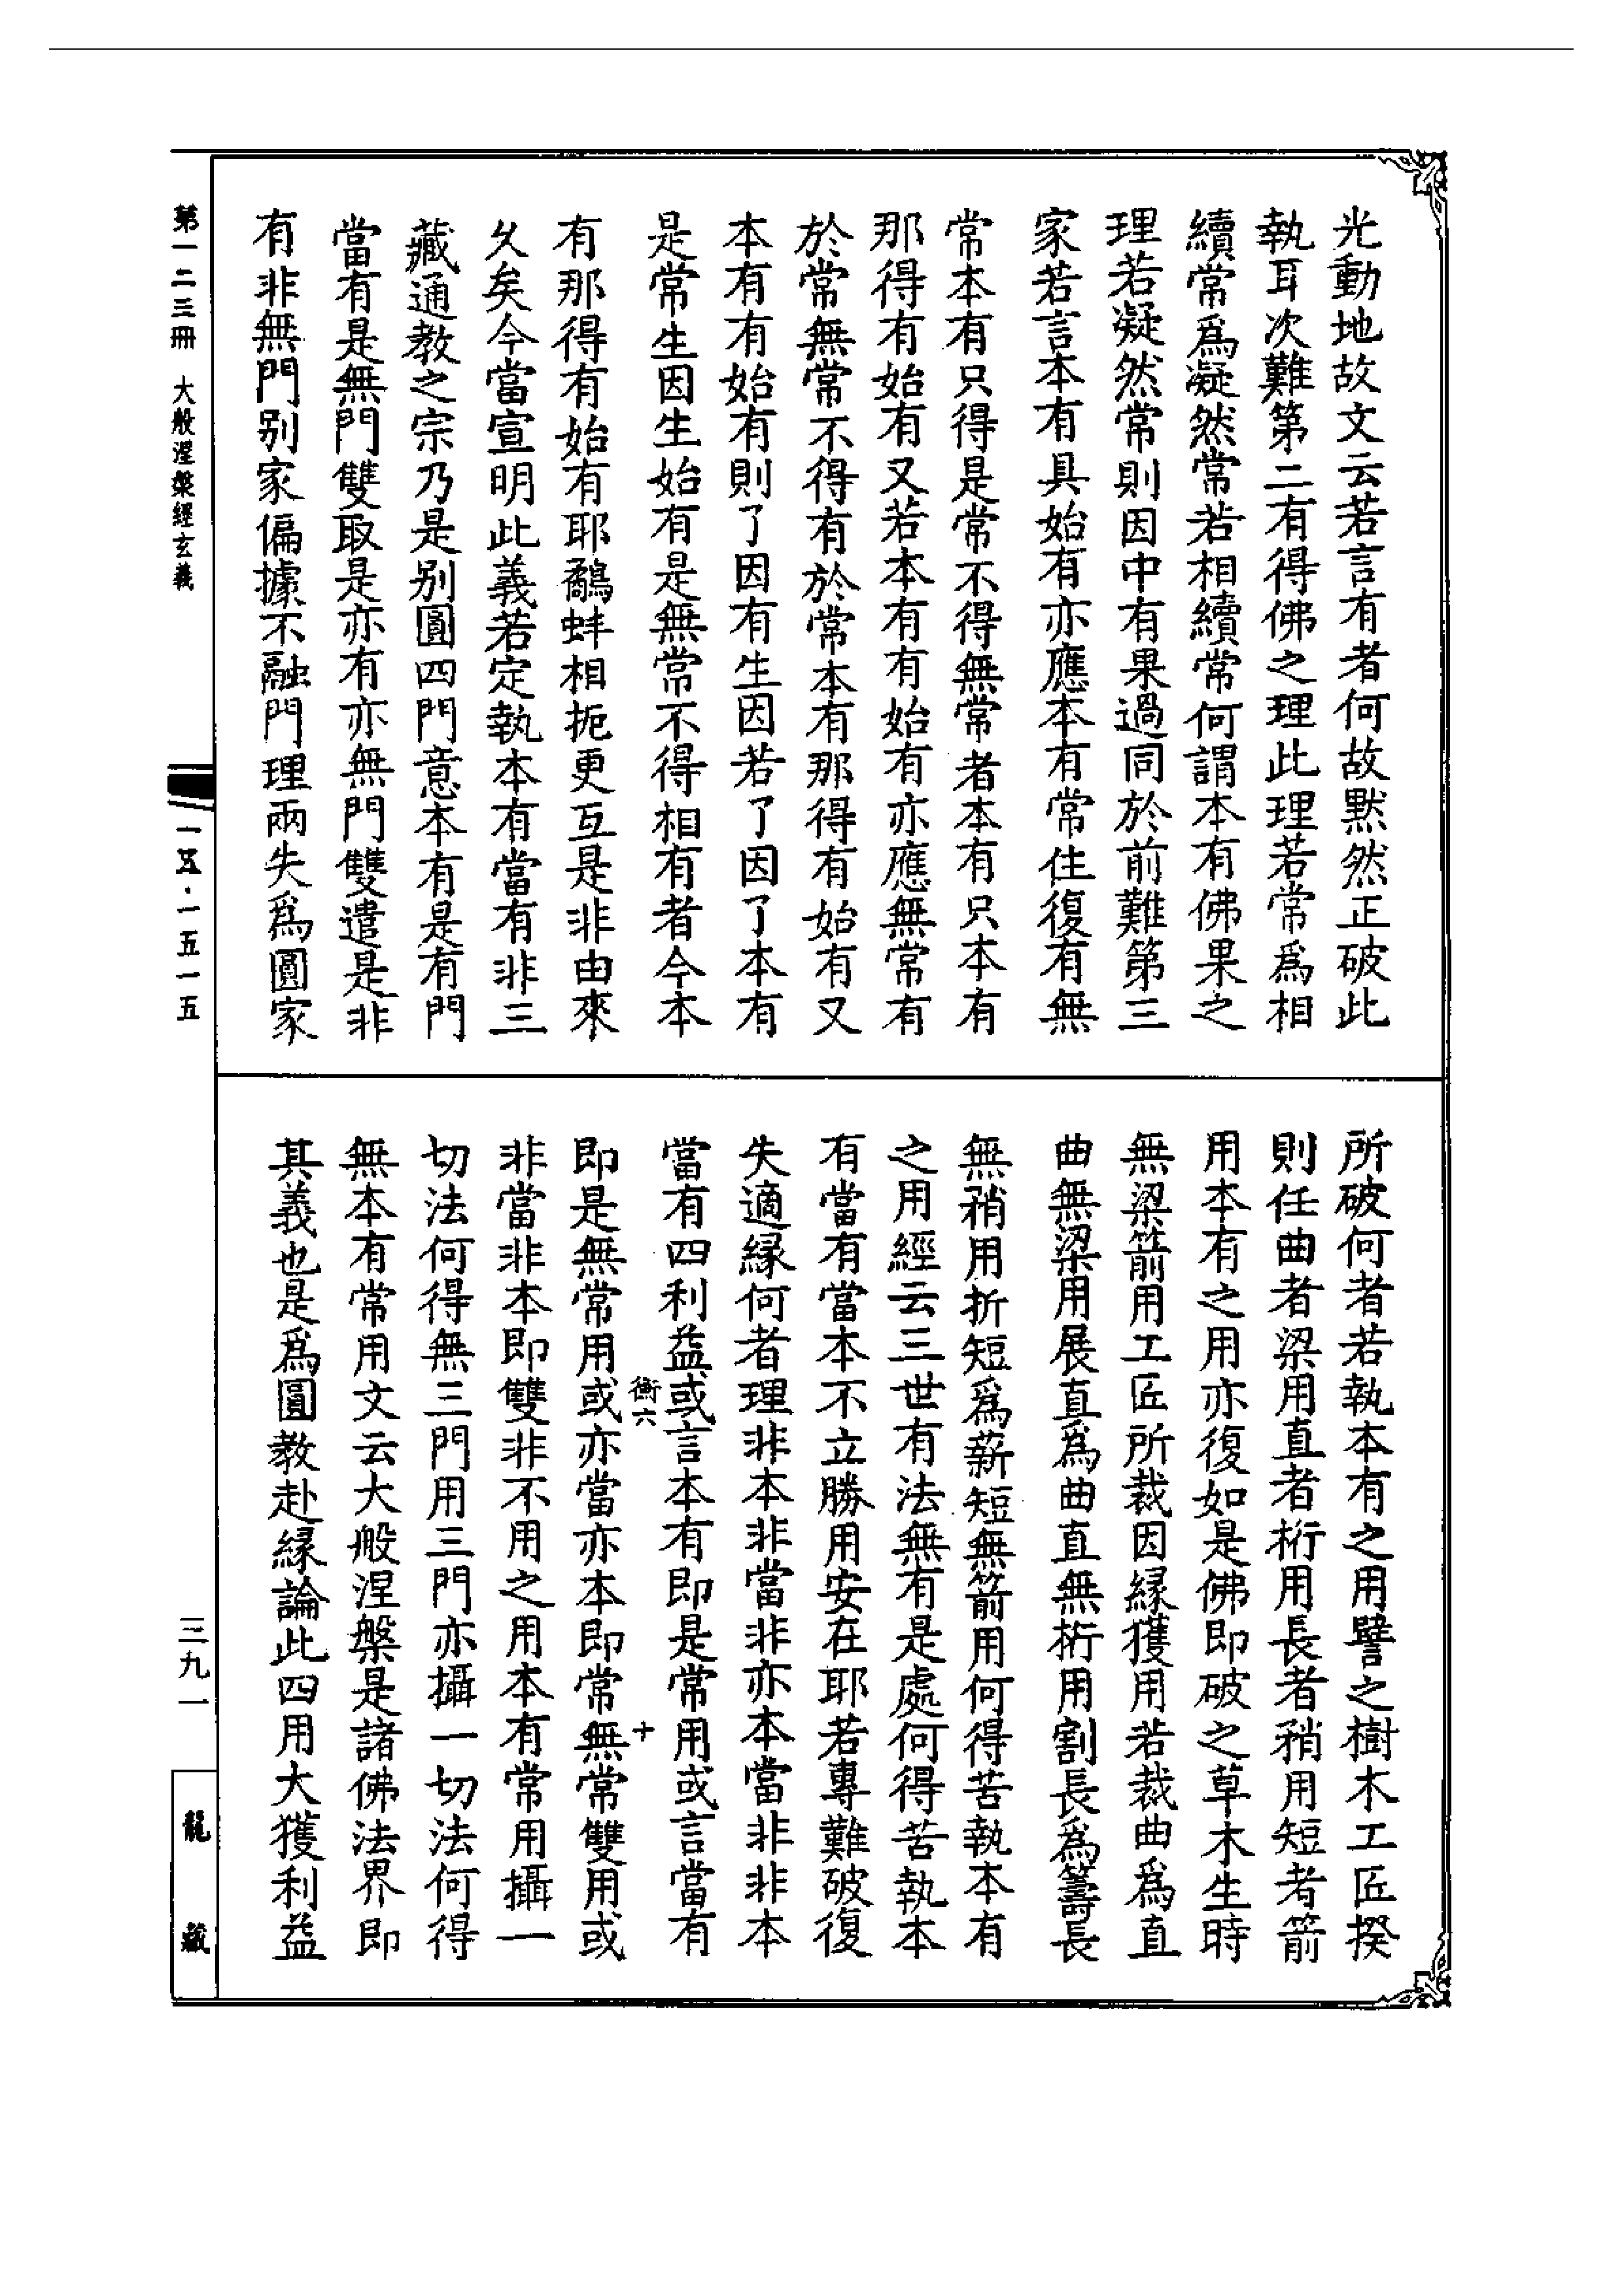 光動地故文云若言有者何故默然正破此
執耳次難第二有得佛之理此理若常爲相
續常爲凝然常若相續常何謂本有佛果之
理若凝然常則因中有果過同於前難第三
家若言本有具始有亦應本有常住復有無
常本有只得是常不得無常者本有只本有
那得有始有又若本有有始有亦應無常有
於常無常不得有於常本有那得有始有又
本有有始有則了因有生因若了因了本有
是常生因生始有是無常不得相有者今本
有那得有始有耶鷸蚌相扼更互是非由來
久矣今當宣明此義若定執本有當有非三
藏通教之宗乃是别圓四門意本有是有門
當有是無門雙取是亦有亦無門雙遣是非
有非無門别家偏據不融門理兩失爲圓家
所破何者若執本有之用譬之樹木工匠揆
則任曲者梁用直者桁用長者矟用短者箭
用本有之用亦復如是佛即破之草木生時
無梁箭用工匠所裁因縁獲用若裁曲爲直
曲無梁用展直爲曲直無桁用割長爲籌長
無矟用折短爲薪短無箭用何得苦執本有
之用經云三世有法無有是處何得苦執本
有當有當本不立勝用安在耶若專難破復
失適縁何者理非本非當非亦本當非非本
當有四利益或言本有即是常用或言當有
即是無常用或亦當亦本即常無常雙用或
非當非本即雙非不用之用本有常用攝一
切法何得無三門用三門亦攝一切法何得
無本有常用文云大般涅槃是諸佛法界即
其義也是爲圓教赴縁論此四用大獲利益
衡六
十
第一二三冊 大般涅槃經玄義
一五五·一五一五
三九一
龍藏